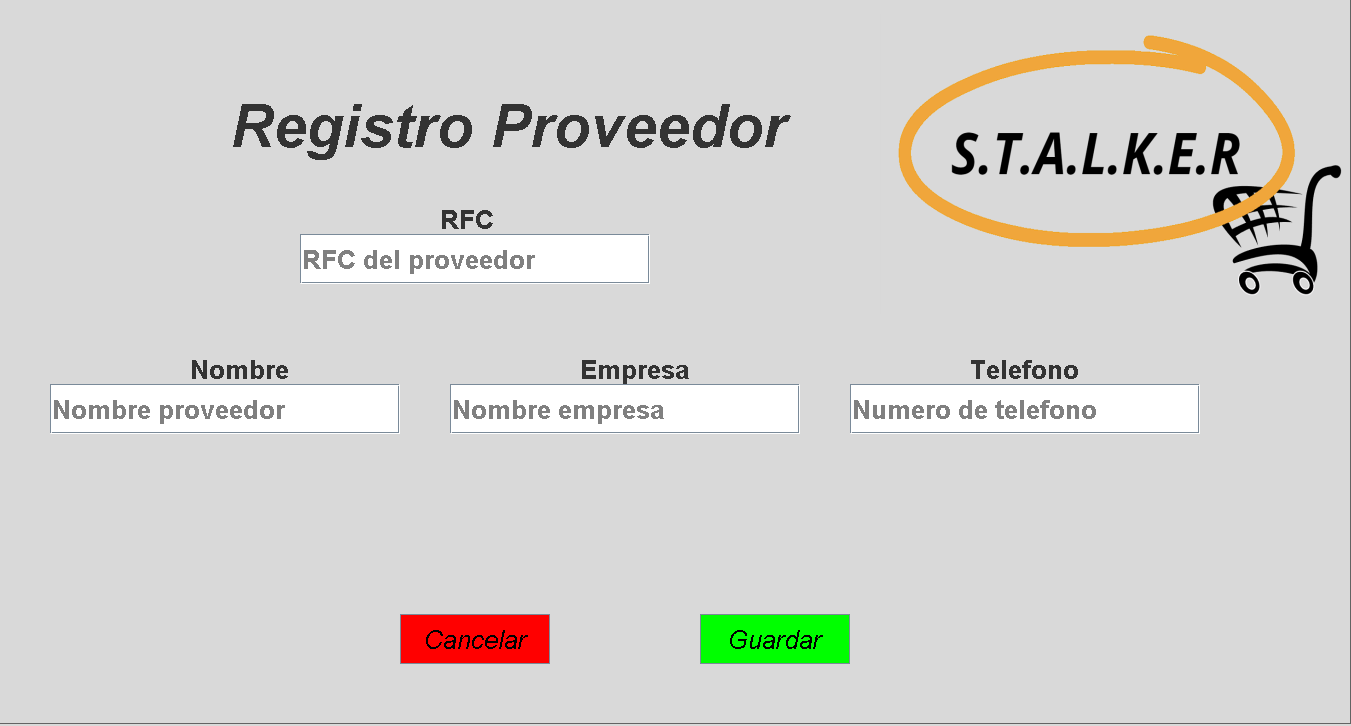 Registro Proveedor
S.T.A.L.K.E.R
RFC
RFC del proveedor
Nombre
Empresa
Telefono
Nombre proveedor
Nombre empresa
Numero de telefono
Cancelar
Guardar